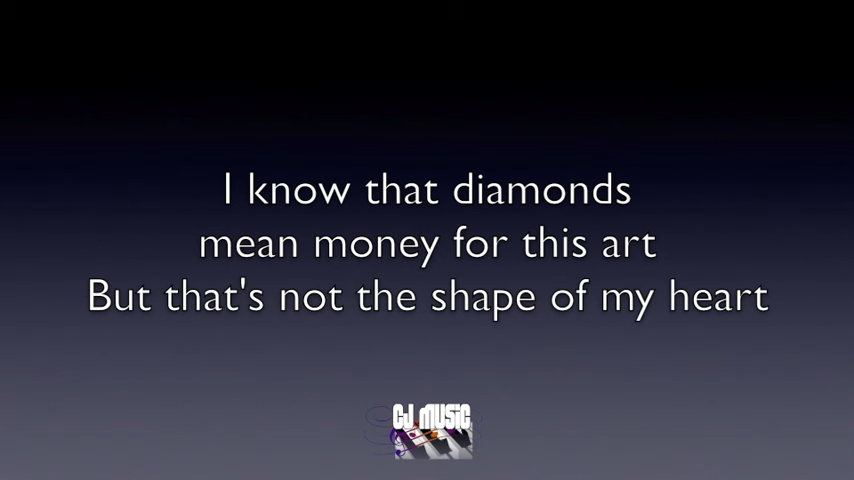 I know that diamonds
mean money for this art
But that's not the shape of my heart
CJ MUSIC